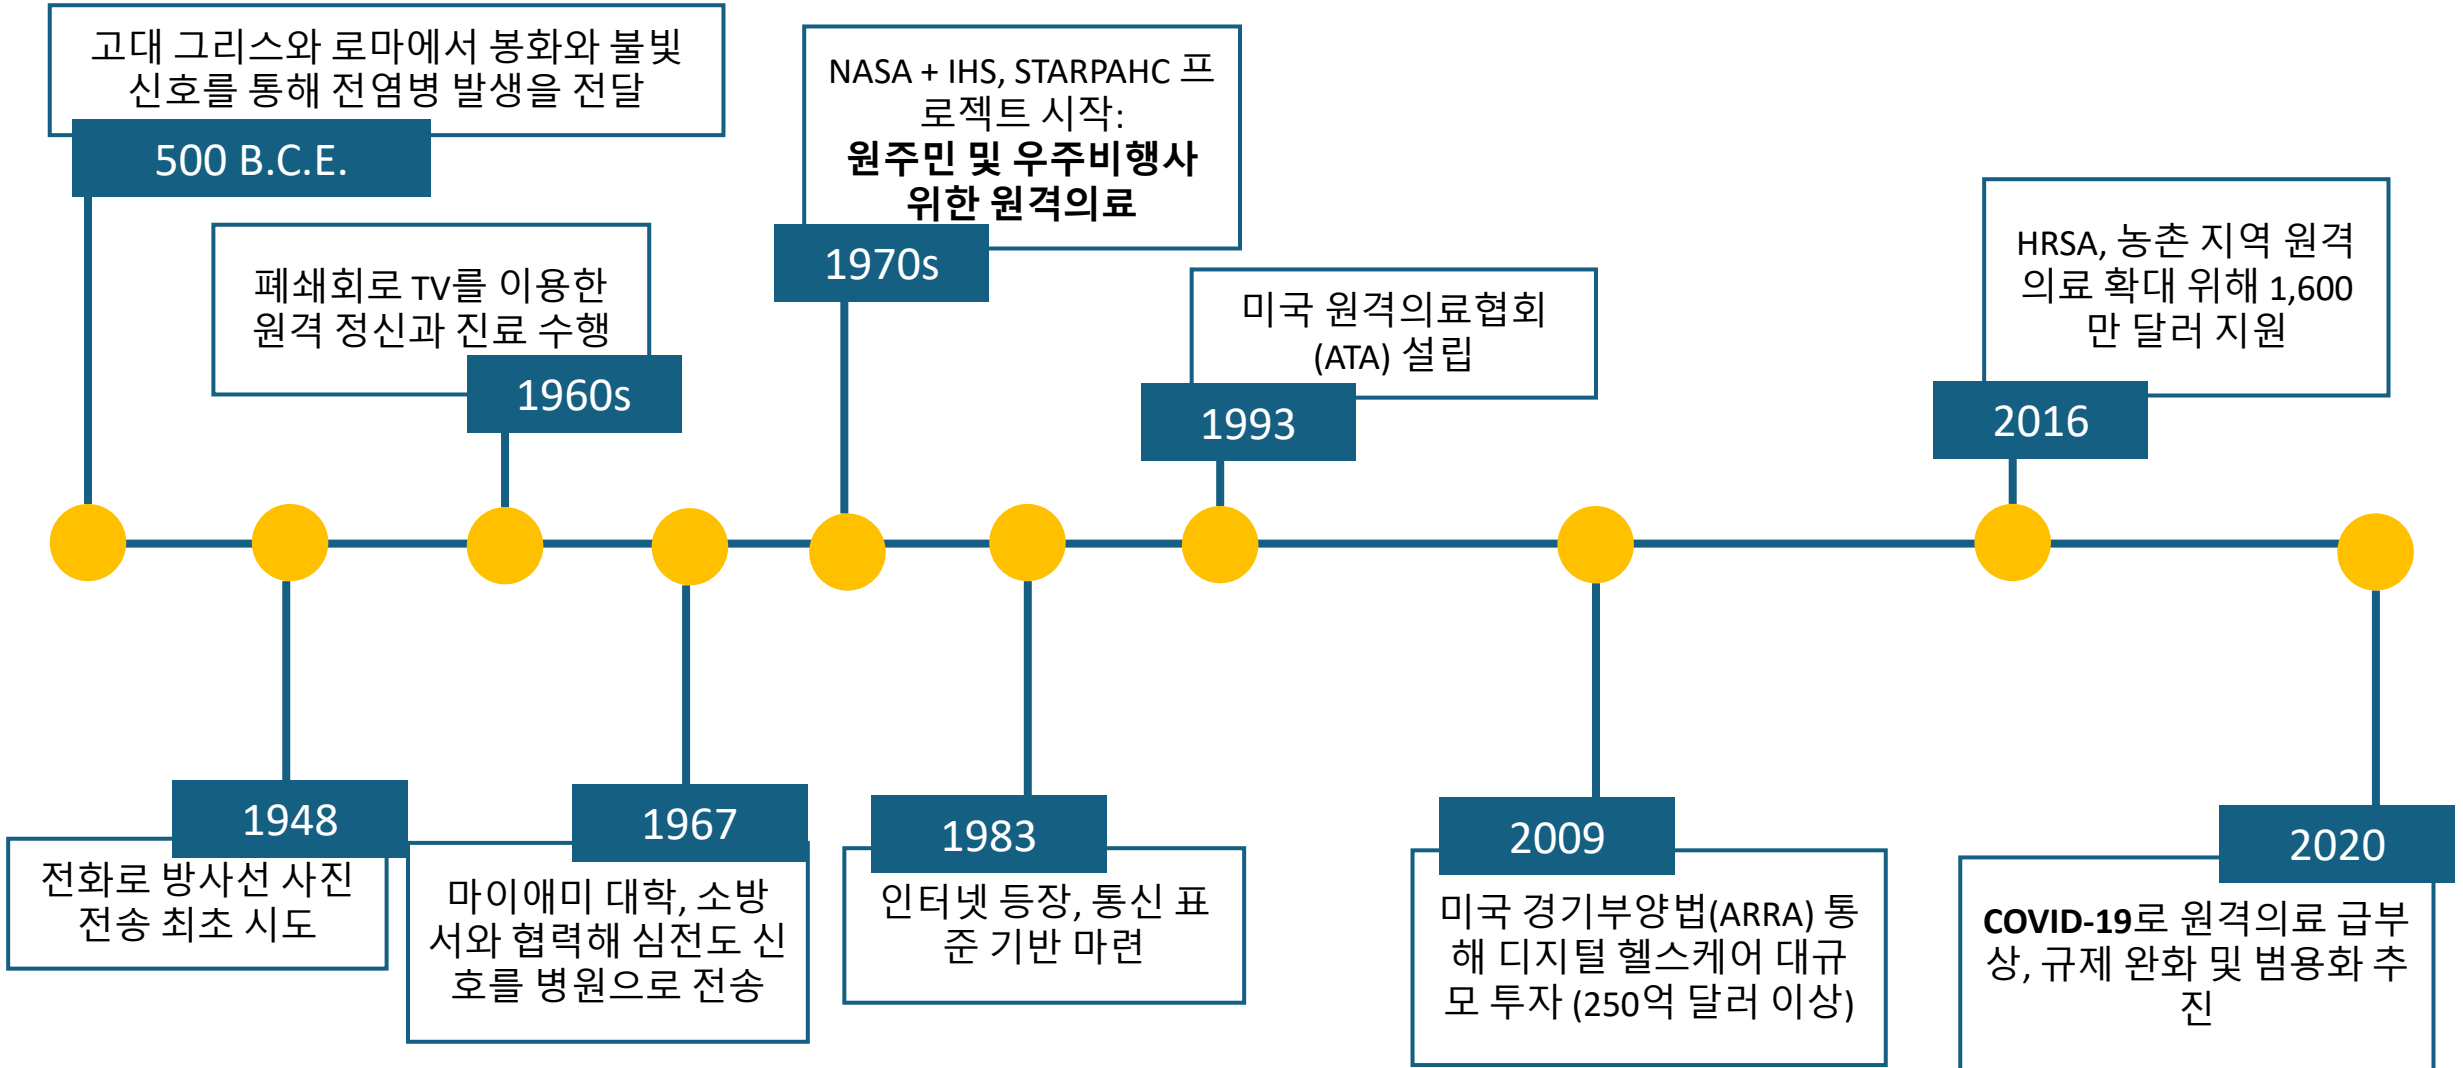 고대 그리스와 로마에서 봉화와 불빛
신호를 통해 전염병 발생을 전달
500 B.C.E.
전화로 방사선 사진
전송 최초 시도
1948
폐쇄회로 TV를 이용한
원격 정신과 진료 수행
1960s
1967
마이애미 대학, 소방
서와 협력해 심전도 신
호를 병원으로 전송
NASA + IHS, STARPAHC 프
로젝트 시작:
원주민 및 우주비행사
위한 원격의료
1970s
1983
인터넷 등장, 통신 표
준 기반 마련
미국 원격의료협회
(ATA) 설립
1993
2009
미국 경기부양법(ARRA) 통
해 디지털 헬스케어 대규
모 투자 (250억 달러 이상)
HRSA, 농촌 지역 원격
의료 확대 위해 1,600
만 달러 지원
2016
2020
COVID-19로 원격의료 급부
상, 규제 완화 및 범용화 추
진